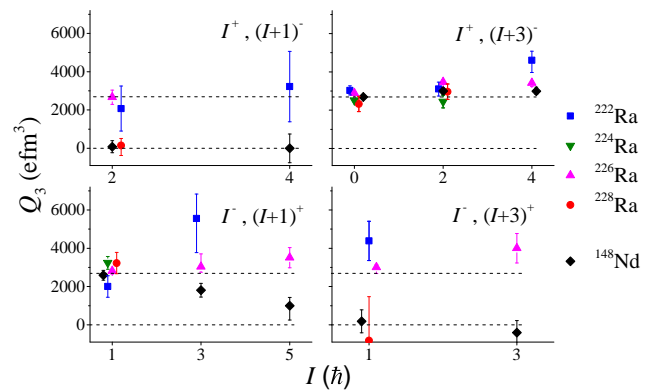 I⁺, (I+1)⁻
I⁺, (I+3)⁻
6000
4000
2000
0
2
4
0
2
4
Q₃ (efm³)
²²²Ra
²²⁴Ra
²²⁶Ra
²²⁸Ra
¹⁴⁸Nd
I⁻, (I+1)⁺
I⁻, (I+3)⁺
6000
4000
2000
0
1
3
5
1
3
I (ħ)